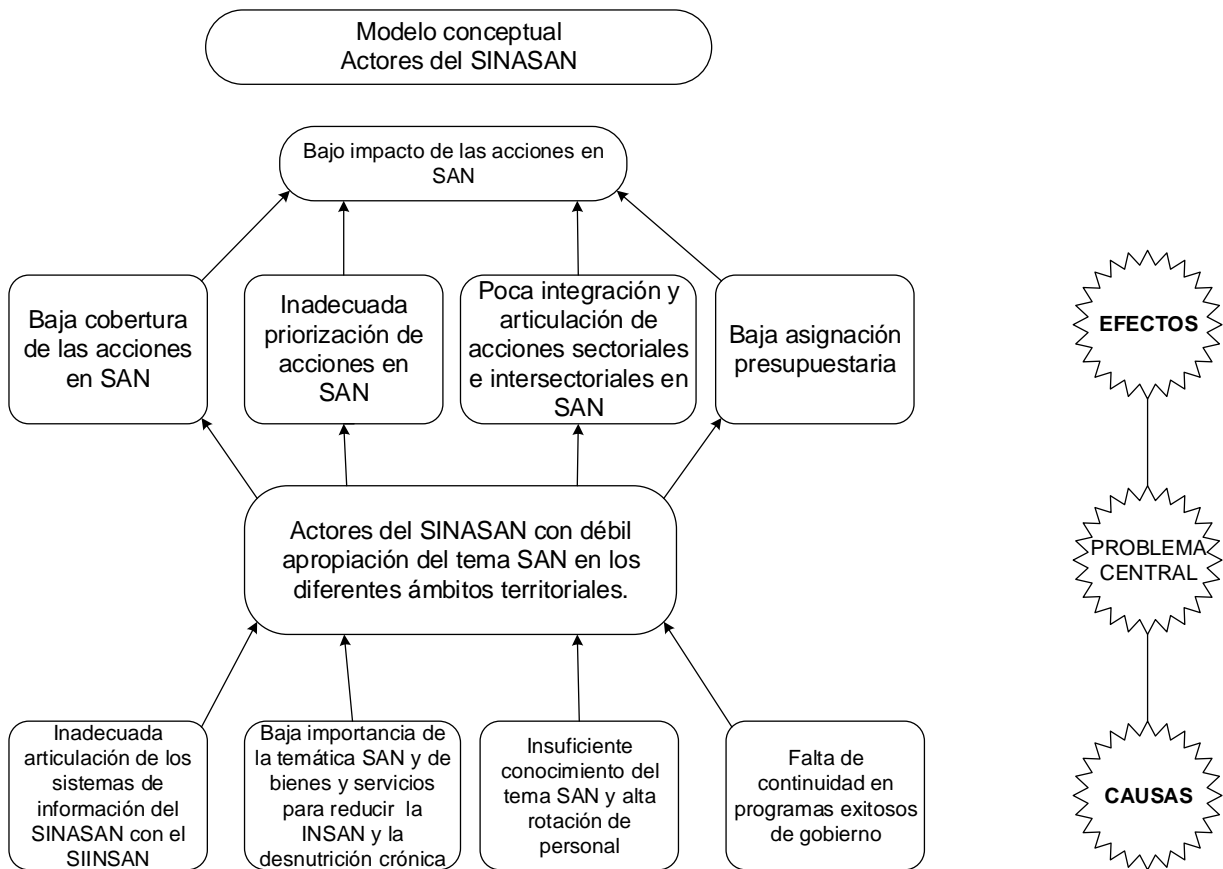 Modelo conceptual
Actores del SINASAN
Bajo impacto de las acciones en
SAN
Baja cobertura
de las acciones
en SAN
Inadecuada
priorización de
acciones en
SAN
Poca integración y
articulación de
acciones sectoriales
e intersectoriales en
SAN
Baja asignación
presupuestaria
EFECTOS
Actores del SINASAN con débil
apropiación del tema SAN en los
diferentes ámbitos territoriales.
PROBLEMA
CENTRAL
Inadecuada
articulación de los
sistemas de
información del
SINASAN con el
SIINSAN
Baja importancia de
la temática SAN y de
bienes y servicios
para reducir la
INSAN y la
desnutrición crónica
Insuficiente
conocimiento del
tema SAN y alta
rotación de
personal
Falta de
continuidad en
programas exitosos
de gobierno
CAUSAS